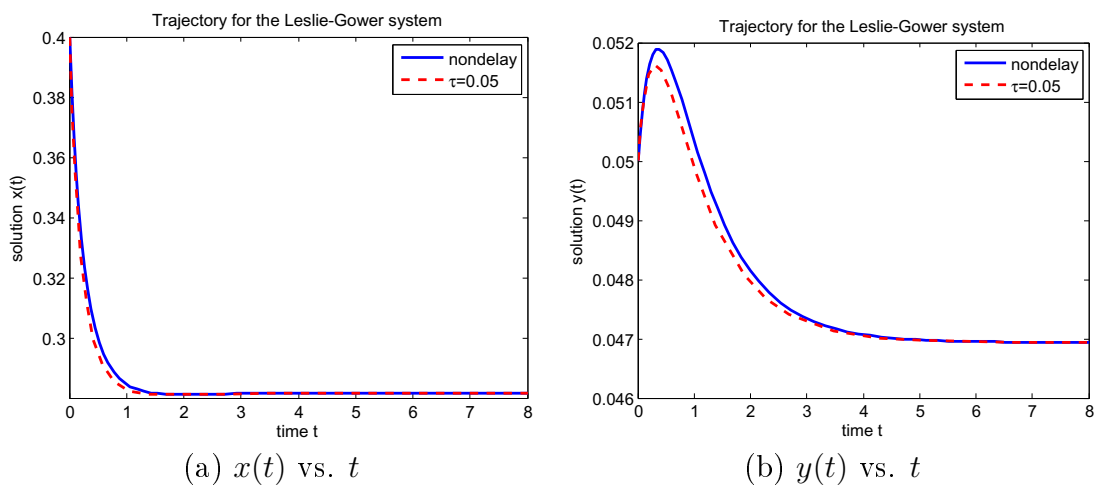 Trajectory for the Leslie-Gower system
0.4
0.38
0.36
0.34
0.32
0.3
solution x(t)
nondelay
τ=0.05
0 1 2 3 4 5 6 7 8
time t
(a) x(t) vs. t
Trajectory for the Leslie-Gower system
0.052
0.051
0.05
0.049
0.048
0.047
0.046
solution y(t)
nondelay
τ=0.05
0 1 2 3 4 5 6 7 8
time t
(b) y(t) vs. t